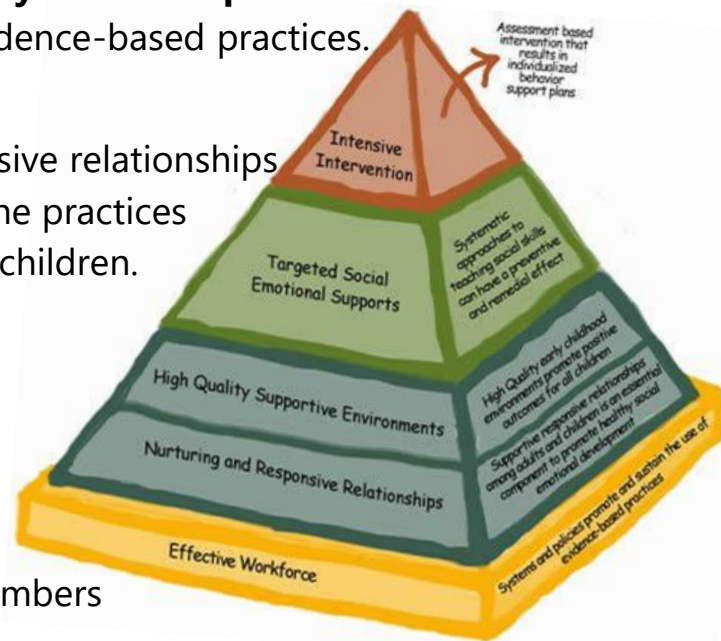 dence-based practices.
sive relationships
ne practices
children.
mbers
Assessment based
intervention that
results in
individualized
behavior
support plans
Intensive
Intervention
Targeted Social
Emotional Supports
Systematic
approaches to
teaching social skills
can have a preventive
and remedial effect
High Quality Supportive Environments
High Quality early childhood
environments promote positive
outcomes for all children
Nurturing and Responsive Relationships
Supportive responsive relationships
among adults and children is an essential
component to promote healthy social
emotional development
Effective Workforce
Systems and policies promote and sustain the use of
evidence-based practices